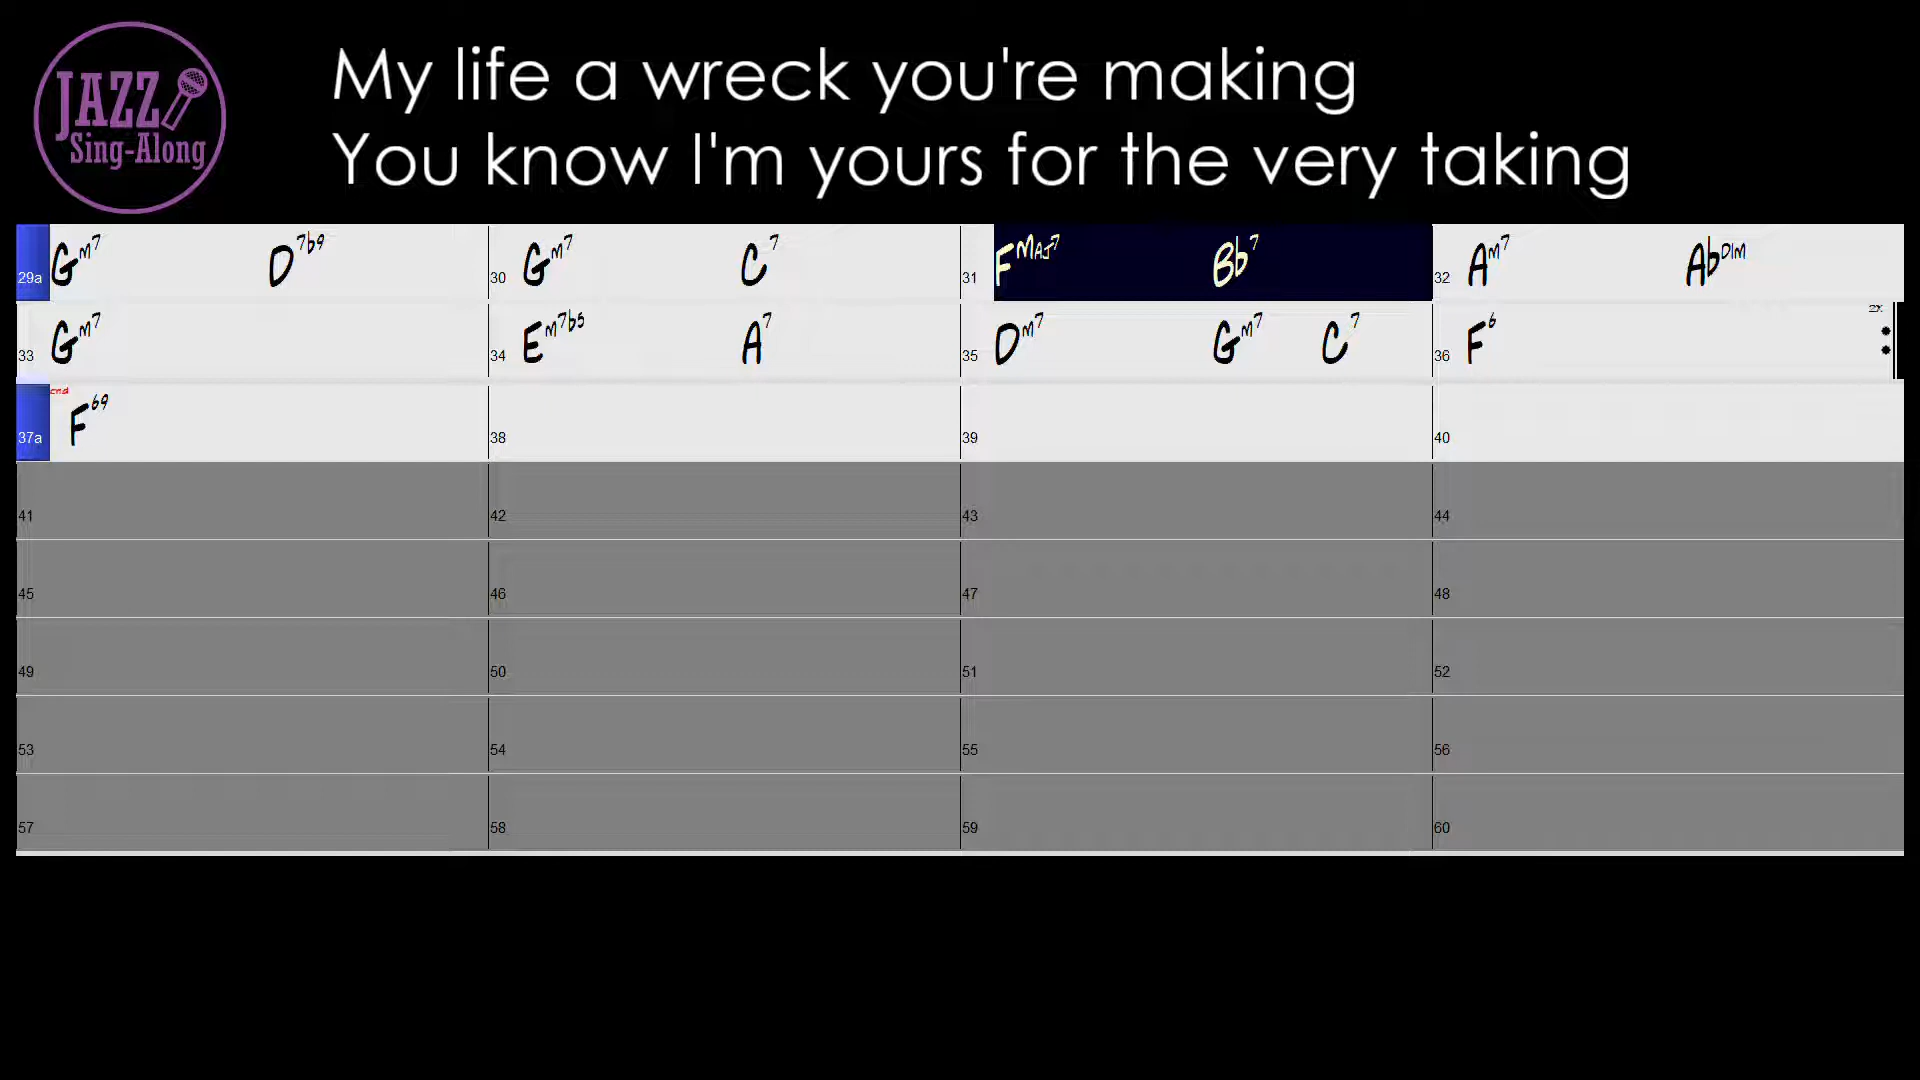 JAZZ
Sing-Along
My life a wreck you're making
You know I'm yours for the very taking
29a Gm7 D7b9 30 Gm7 C7 31 FMAJ7 Bb7 32 Am7 AbDIM
33 Gm7 34 Em7b5 A7 35 Dm7 Gm7 C7 36 F6 2x
37a end F69 38 39 40
41 42 43 44
45 46 47 48
49 50 51 52
53 54 55 56
57 58 59 60